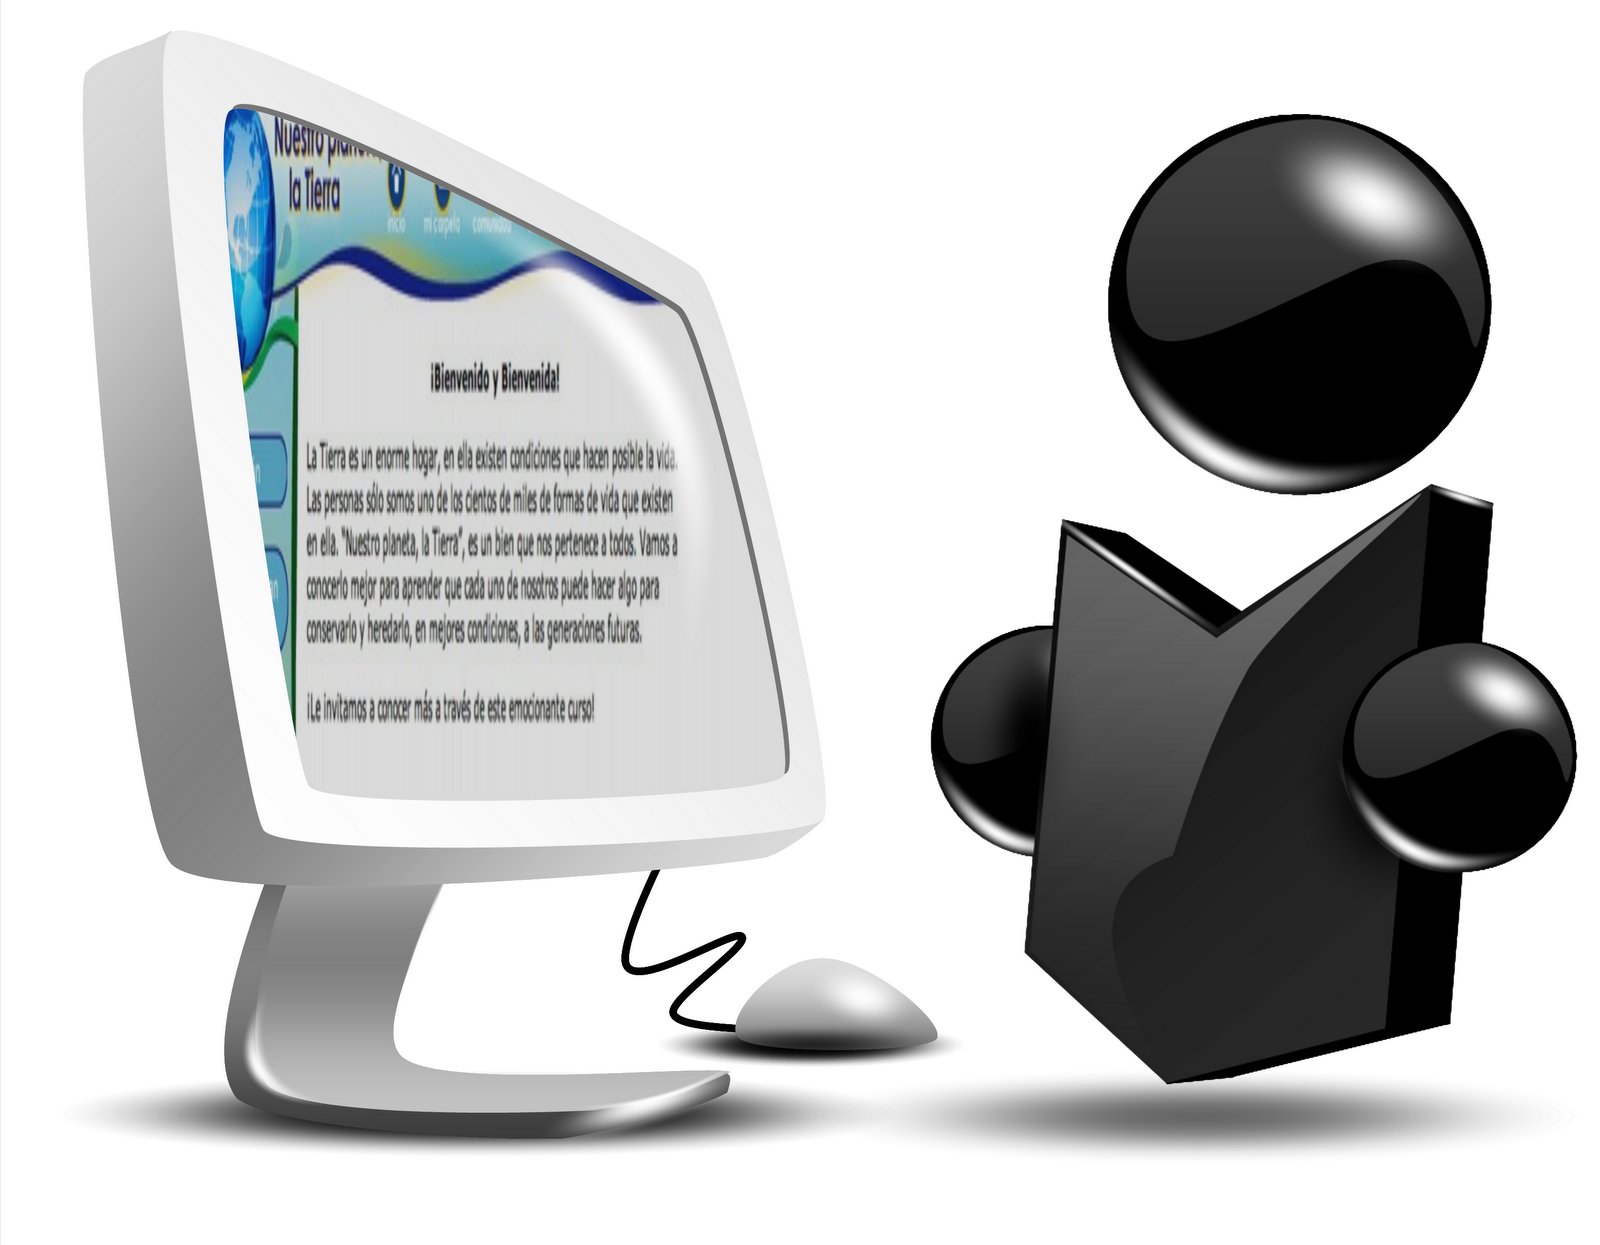 Nuestro
la Tierra
inicio
mi carpeta
¡Bienvenido y Bienvenida!
La Tierra es un enorme hogar, en ella existen condiciones que hacen posible la vida.
Las personas sólo somos uno de los cientos de miles de formas de vida que existen
en ella. "Nuestro planeta, la Tierra", es un bien que nos pertenece a todos. Vamos a
conocerlo mejor para aprender que cada uno de nosotros puede hacer algo para
conservarlo y heredarlo, en mejores condiciones, a las generaciones futuras.
¡Le invitamos a conocer más a través de este emocionante curso!